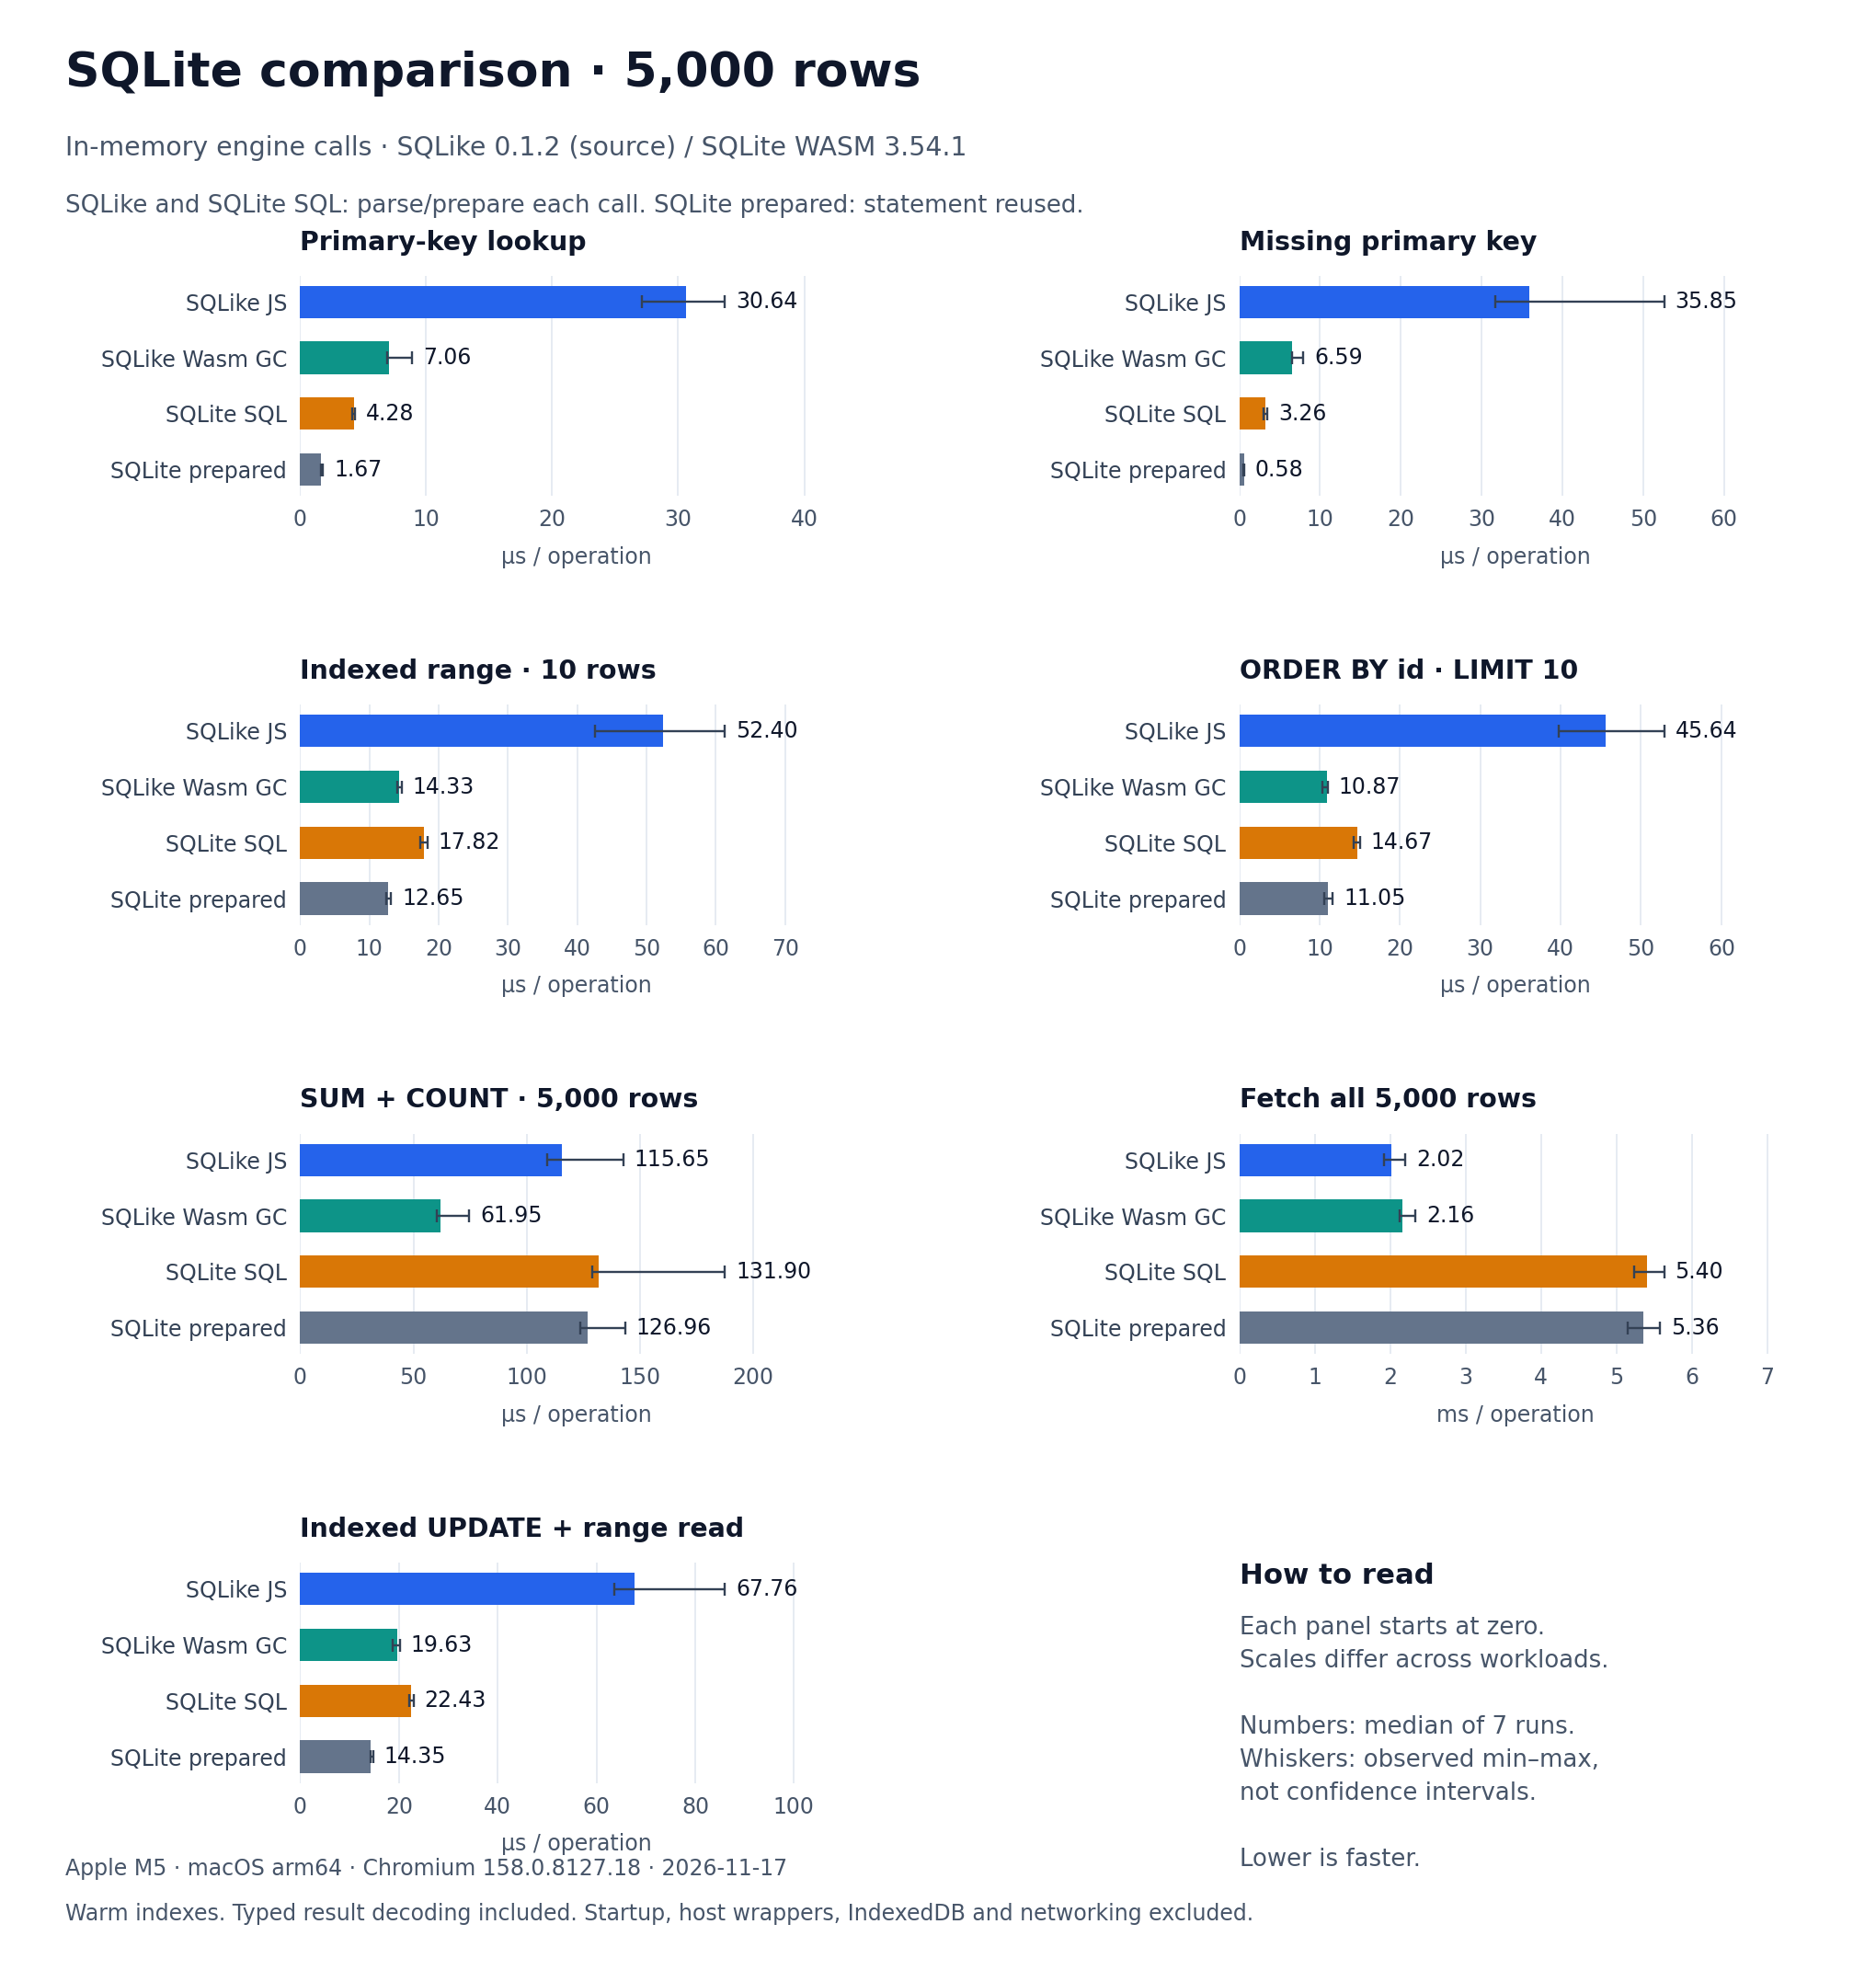 SQLite comparison · 5,000 rows
In-memory engine calls · SQLike 0.1.2 (source) / SQLite WASM 3.54.1
SQLike and SQLite SQL: parse/prepare each call. SQLite prepared: statement reused.
Primary-key lookup
SQLike JS 30.64
SQLike Wasm GC 7.06
SQLite SQL 4.28
SQLite prepared 1.67
0 10 20 30 40
µs / operation
Missing primary key
SQLike JS 35.85
SQLike Wasm GC 6.59
SQLite SQL 3.26
SQLite prepared 0.58
0 10 20 30 40 50 60
µs / operation
Indexed range · 10 rows
SQLike JS 52.40
SQLike Wasm GC 14.33
SQLite SQL 17.82
SQLite prepared 12.65
0 10 20 30 40 50 60 70
µs / operation
ORDER BY id · LIMIT 10
SQLike JS 45.64
SQLike Wasm GC 10.87
SQLite SQL 14.67
SQLite prepared 11.05
0 10 20 30 40 50 60
µs / operation
SUM + COUNT · 5,000 rows
SQLike JS 115.65
SQLike Wasm GC 61.95
SQLite SQL 131.90
SQLite prepared 126.96
0 50 100 150 200
µs / operation
Fetch all 5,000 rows
SQLike JS 2.02
SQLike Wasm GC 2.16
SQLite SQL 5.40
SQLite prepared 5.36
0 1 2 3 4 5 6 7
ms / operation
Indexed UPDATE + range read
SQLike JS 67.76
SQLike Wasm GC 19.63
SQLite SQL 22.43
SQLite prepared 14.35
0 20 40 60 80 100
µs / operation
How to read
Each panel starts at zero.
Scales differ across workloads.
Numbers: median of 7 runs.
Whiskers: observed min–max,
not confidence intervals.
Lower is faster.
Apple M5 · macOS arm64 · Chromium 158.0.8127.18 · 2026-11-17
Warm indexes. Typed result decoding included. Startup, host wrappers, IndexedDB and networking excluded.